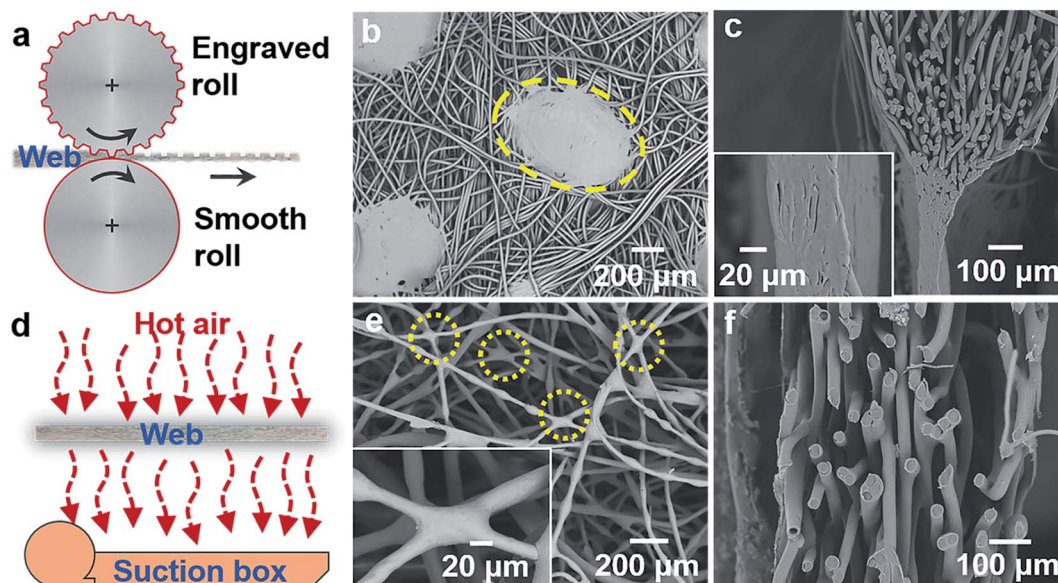 a
Engraved
roll
Web
Smooth
roll
b
200 µm
c
20 µm
100 µm
d
Hot air
Web
Suction box
e
20 µm
200 µm
f
100 µm